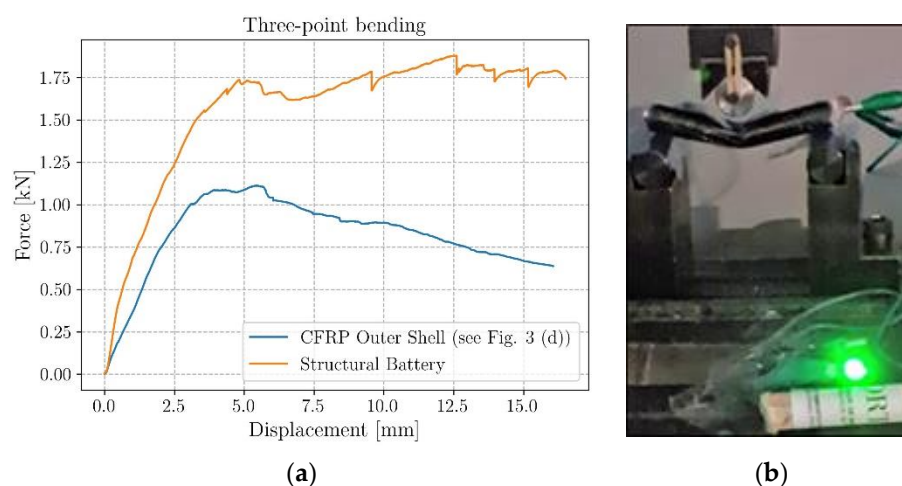 Three-point bending
Force [kN]
1.75
1.50
1.25
1.00
0.75
0.50
0.25
0.00
CFRP Outer Shell (see Fig. 3 (d))
Structural Battery
0.0 2.5 5.0 7.5 10.0 12.5 15.0
Displacement [mm]
(a)
(b)